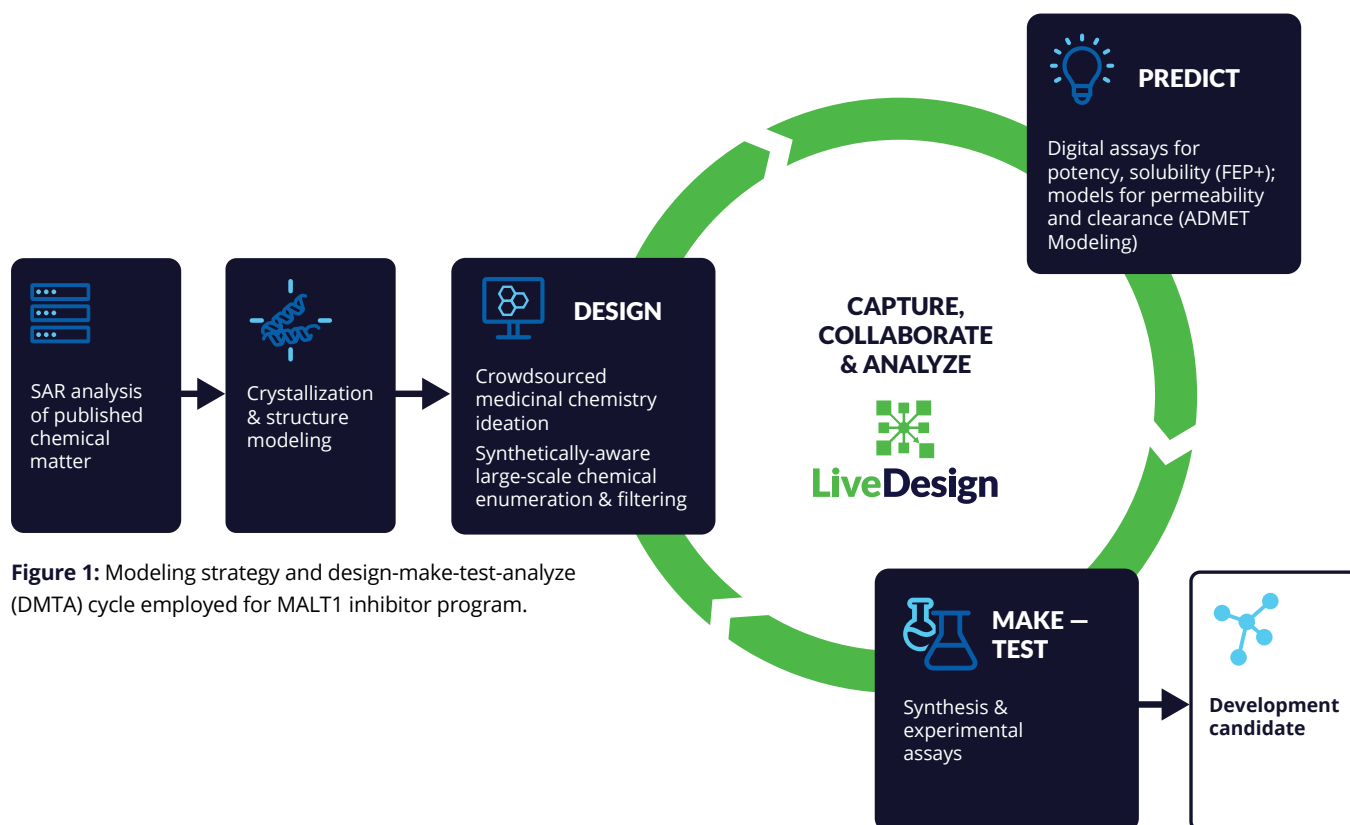 SAR analysis
of published
chemical
matter
Crystallization
& structure
modeling
DESIGN
Crowdsourced
medicinal chemistry
ideation
Synthetically-aware
large-scale chemical
enumeration & filtering
PREDICT
Digital assays for
potency, solubility (FEP+);
models for permeability
and clearance (ADMET
Modeling)
CAPTURE,
COLLABORATE
& ANALYZE
LiveDesign
MAKE —
TEST
Synthesis &
experimental
assays
Development
candidate
Figure 1: Modeling strategy and design-make-test-analyze
(DMTA) cycle employed for MALT1 inhibitor program.